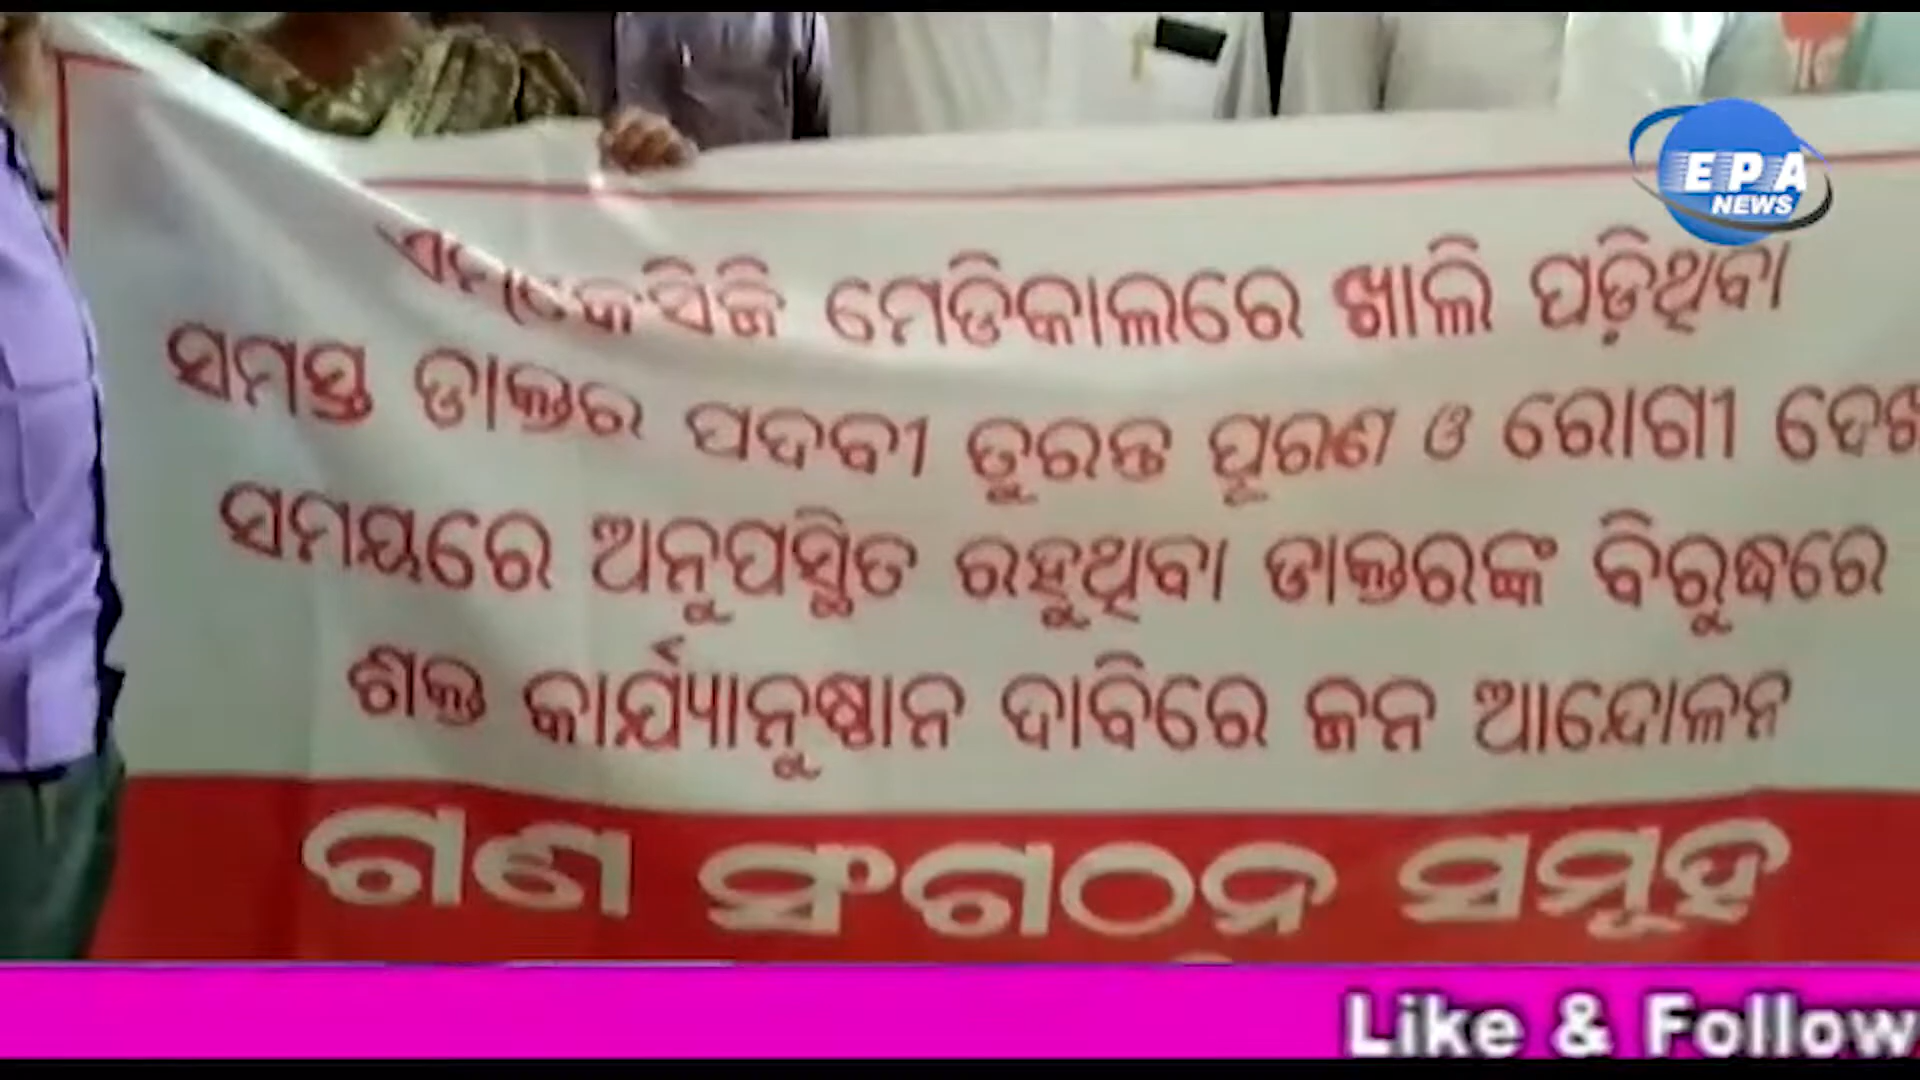 EPA
NEWS
ଏମ୍‌କେସିଜି ମେଡିକାଲରେ ଖାଲି ପଡ଼ିଥିବା
ସମସ୍ତ ଡାକ୍ତର ପଦବୀ ତୁରନ୍ତ ପୂରଣ ଓ ରୋଗୀ
ସମୟରେ ଅନୁପସ୍ଥିତ ରହୁଥିବା ଡାକ୍ତରଙ୍କ ବିରୁଦ୍ଧରେ
ଶକ୍ତ କାର୍ଯ୍ୟାନୁଷ୍ଠାନ ଦାବିରେ ଜନ ଆନ୍ଦୋଳନ
ଗଣ ସଂଗଠନ ସମୂହ
Like & Follow